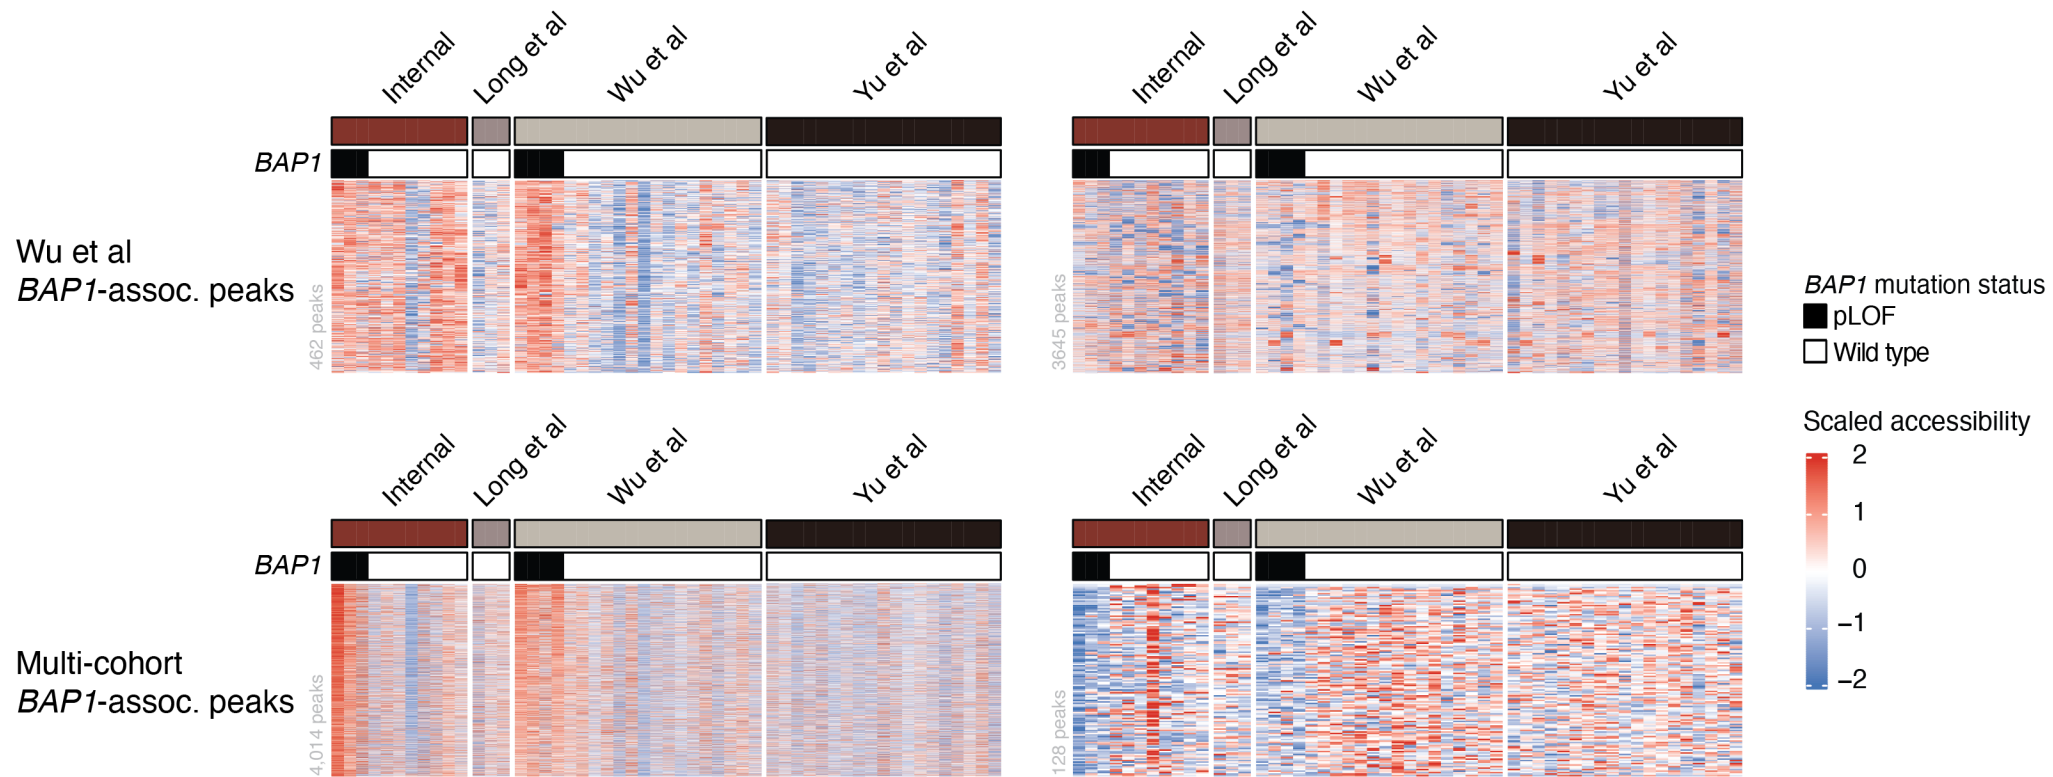 Internal
Long et al
Wu et al
Yu et al
Internal
Long et al
Wu et al
Yu et al
BAP1
Wu et al
BAP1-assoc. peaks
462 peaks
3645 peaks
BAP1 mutation status
pLOF
Wild type
Scaled accessibility
2
1
0
−1
−2
Internal
Long et al
Wu et al
Yu et al
Internal
Long et al
Wu et al
Yu et al
BAP1
Multi-cohort
BAP1-assoc. peaks
4,014 peaks
128 peaks